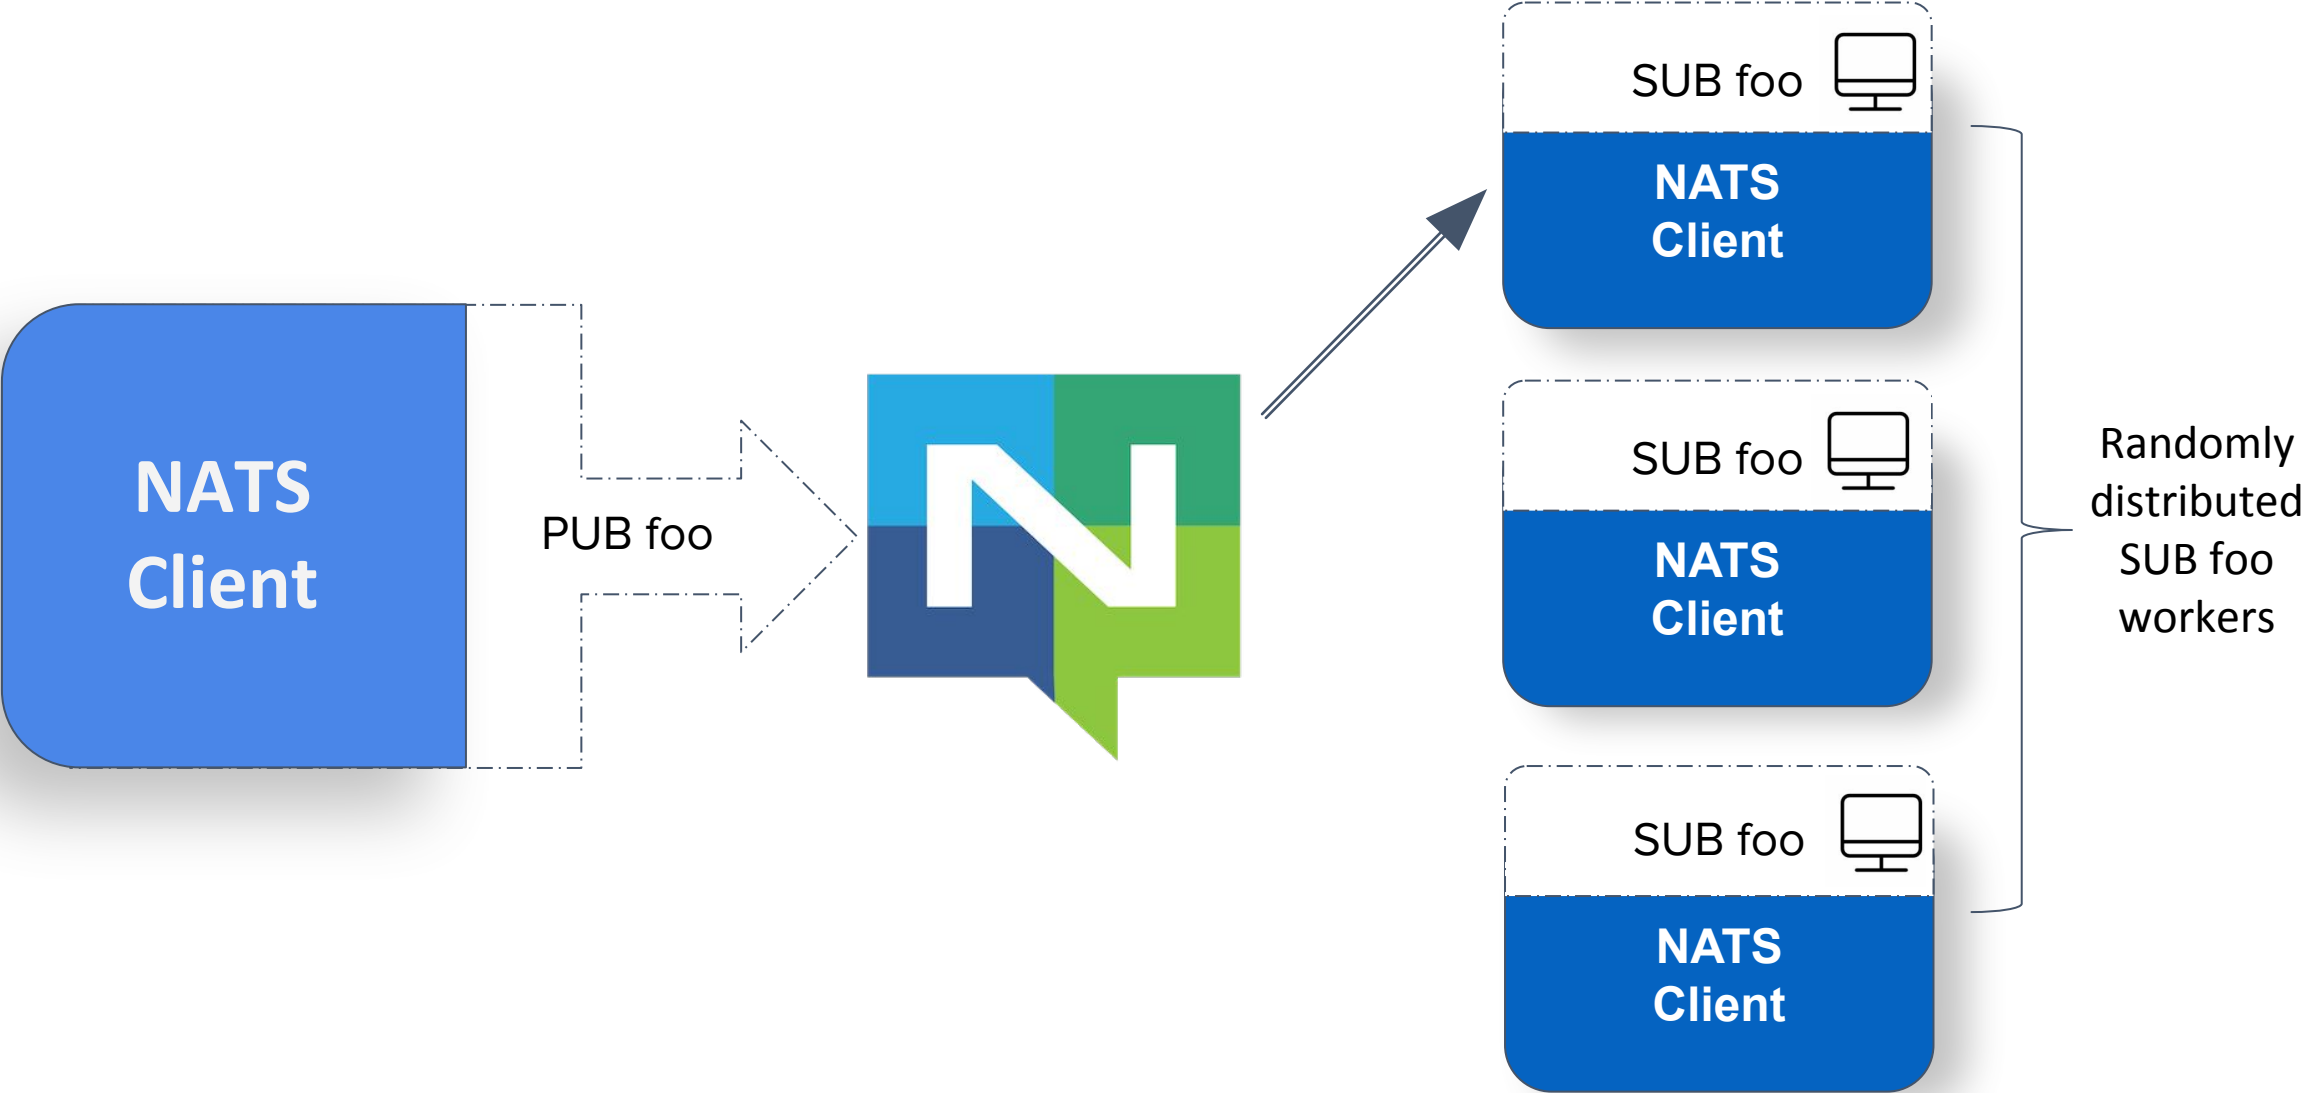 NATS
Client
PUB foo
SUB foo
NATS
Client
SUB foo
NATS
Client
SUB foo
NATS
Client
Randomly
distributed
SUB foo
workers